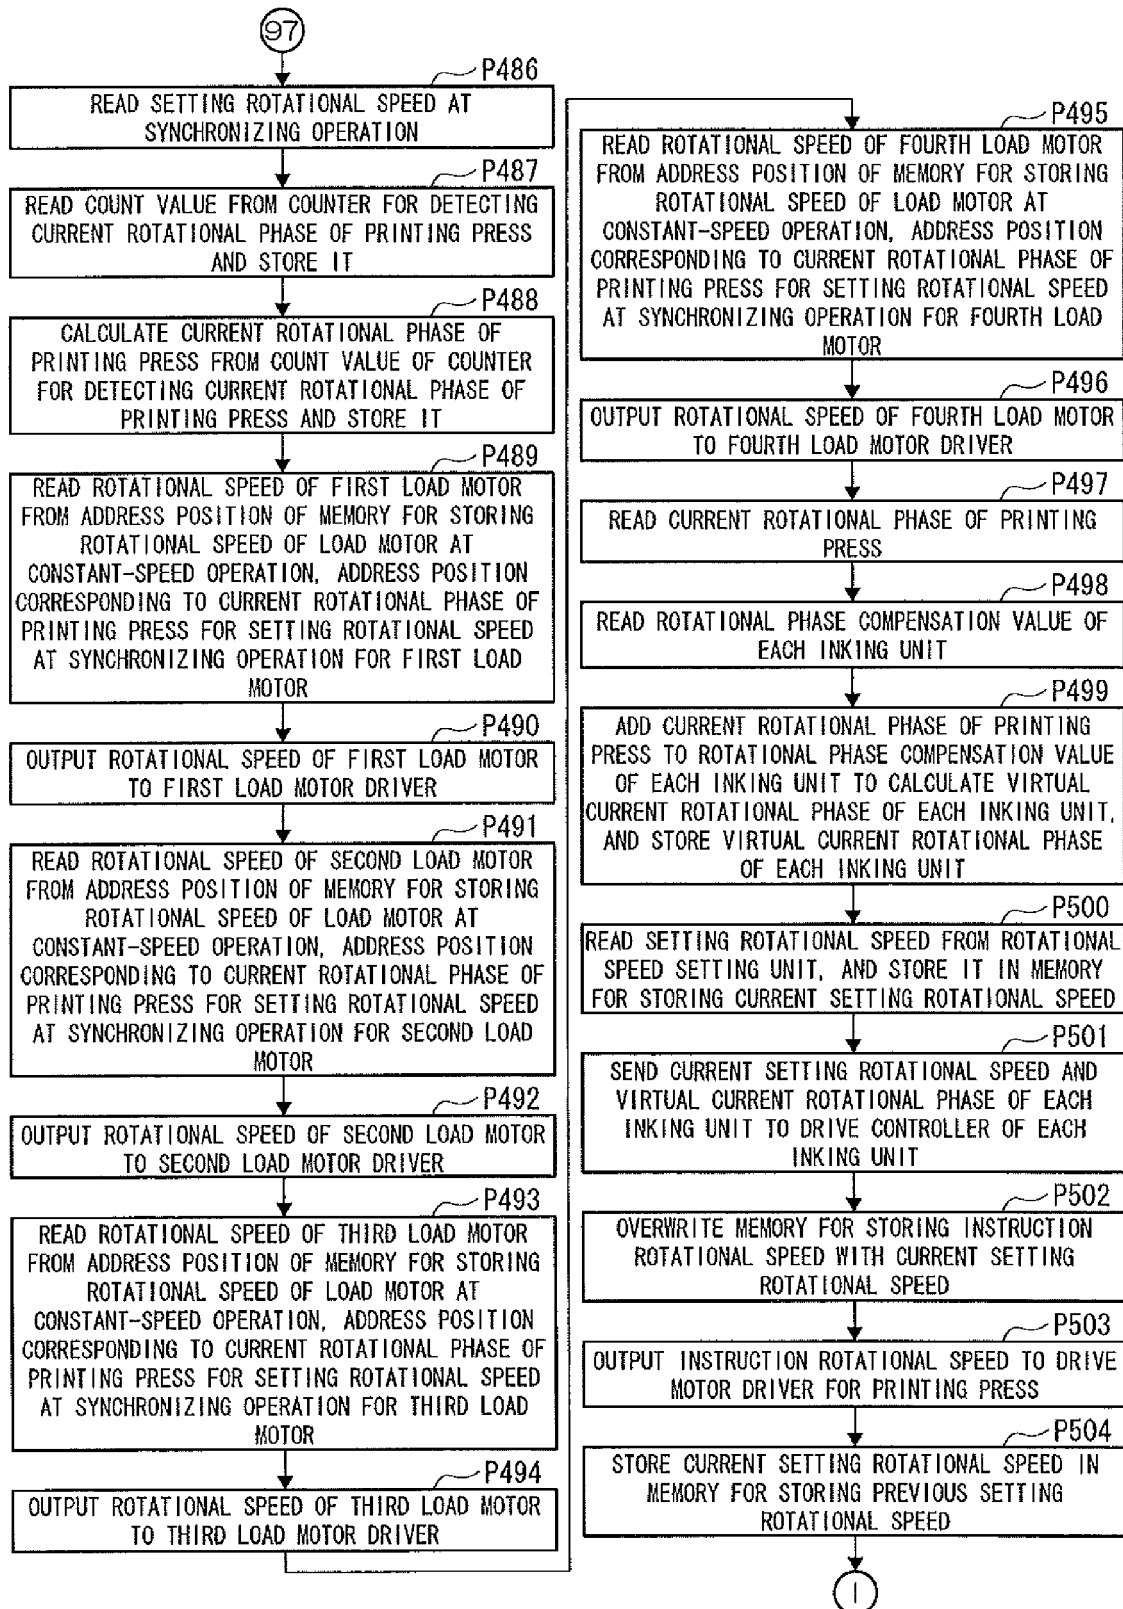 97
P486
READ SETTING ROTATIONAL SPEED AT
SYNCHRONIZING OPERATION
P487
READ COUNT VALUE FROM COUNTER FOR DETECTING
CURRENT ROTATIONAL PHASE OF PRINTING PRESS
AND STORE IT
P488
CALCULATE CURRENT ROTATIONAL PHASE OF
PRINTING PRESS FROM COUNT VALUE OF COUNTER
FOR DETECTING CURRENT ROTATIONAL PHASE OF
PRINTING PRESS AND STORE IT
P489
READ ROTATIONAL SPEED OF FIRST LOAD MOTOR
FROM ADDRESS POSITION OF MEMORY FOR STORING
ROTATIONAL SPEED OF LOAD MOTOR AT
CONSTANT-SPEED OPERATION, ADDRESS POSITION
CORRESPONDING TO CURRENT ROTATIONAL PHASE OF
PRINTING PRESS FOR SETTING ROTATIONAL SPEED
AT SYNCHRONIZING OPERATION FOR FIRST LOAD
MOTOR
P490
OUTPUT ROTATIONAL SPEED OF FIRST LOAD MOTOR
TO FIRST LOAD MOTOR DRIVER
P491
READ ROTATIONAL SPEED OF SECOND LOAD MOTOR
FROM ADDRESS POSITION OF MEMORY FOR STORING
ROTATIONAL SPEED OF LOAD MOTOR AT
CONSTANT-SPEED OPERATION, ADDRESS POSITION
CORRESPONDING TO CURRENT ROTATIONAL PHASE OF
PRINTING PRESS FOR SETTING ROTATIONAL SPEED
AT SYNCHRONIZING OPERATION FOR SECOND LOAD
MOTOR
P492
OUTPUT ROTATIONAL SPEED OF SECOND LOAD MOTOR
TO SECOND LOAD MOTOR DRIVER
P493
READ ROTATIONAL SPEED OF THIRD LOAD MOTOR
FROM ADDRESS POSITION OF MEMORY FOR STORING
ROTATIONAL SPEED OF LOAD MOTOR AT
CONSTANT-SPEED OPERATION, ADDRESS POSITION
CORRESPONDING TO CURRENT ROTATIONAL PHASE OF
PRINTING PRESS FOR SETTING ROTATIONAL SPEED
AT SYNCHRONIZING OPERATION FOR THIRD LOAD
MOTOR
P494
OUTPUT ROTATIONAL SPEED OF THIRD LOAD MOTOR
TO THIRD LOAD MOTOR DRIVER
P495
READ ROTATIONAL SPEED OF FOURTH LOAD MOTOR
FROM ADDRESS POSITION OF MEMORY FOR STORING
ROTATIONAL SPEED OF LOAD MOTOR AT
CONSTANT-SPEED OPERATION, ADDRESS POSITION
CORRESPONDING TO CURRENT ROTATIONAL PHASE OF
PRINTING PRESS FOR SETTING ROTATIONAL SPEED
AT SYNCHRONIZING OPERATION FOR FOURTH LOAD
MOTOR
P496
OUTPUT ROTATIONAL SPEED OF FOURTH LOAD MOTOR
TO FOURTH LOAD MOTOR DRIVER
P497
READ CURRENT ROTATIONAL PHASE OF PRINTING
PRESS
P498
READ ROTATIONAL PHASE COMPENSATION VALUE OF
EACH INKING UNIT
P499
ADD CURRENT ROTATIONAL PHASE OF PRINTING
PRESS TO ROTATIONAL PHASE COMPENSATION VALUE
OF EACH INKING UNIT TO CALCULATE VIRTUAL
CURRENT ROTATIONAL PHASE OF EACH INKING UNIT,
AND STORE VIRTUAL CURRENT ROTATIONAL PHASE
OF EACH INKING UNIT
P500
READ SETTING ROTATIONAL SPEED FROM ROTATIONAL
SPEED SETTING UNIT, AND STORE IT IN MEMORY
FOR STORING CURRENT SETTING ROTATIONAL SPEED
P501
SEND CURRENT SETTING ROTATIONAL SPEED AND
VIRTUAL CURRENT ROTATIONAL PHASE OF EACH
INKING UNIT TO DRIVE CONTROLLER OF EACH
INKING UNIT
P502
OVERWRITE MEMORY FOR STORING INSTRUCTION
ROTATIONAL SPEED WITH CURRENT SETTING
ROTATIONAL SPEED
P503
OUTPUT INSTRUCTION ROTATIONAL SPEED TO DRIVE
MOTOR DRIVER FOR PRINTING PRESS
P504
STORE CURRENT SETTING ROTATIONAL SPEED IN
MEMORY FOR STORING PREVIOUS SETTING
ROTATIONAL SPEED
I